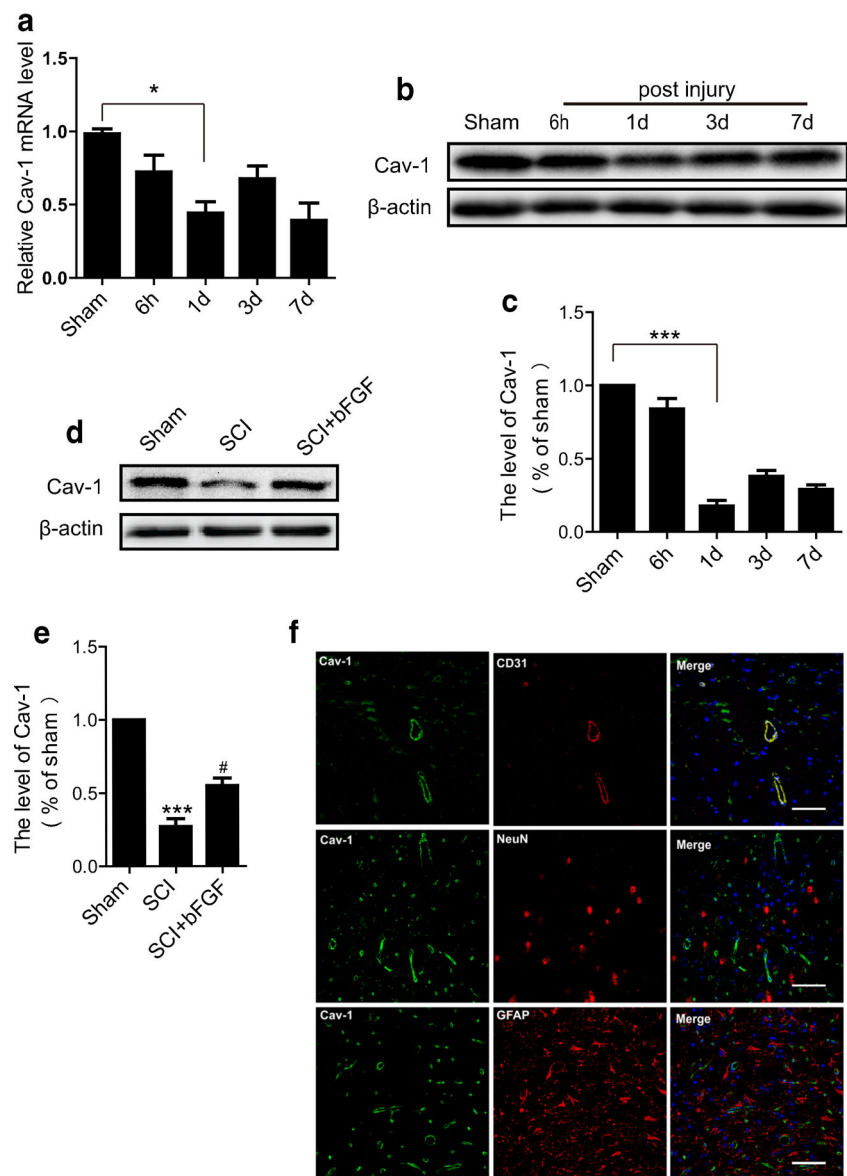 a
Relative Cav-1 mRNA level
1.5
1.0
0.5
0.0
*
Sham
6h
1d
3d
7d
b
post injury
Sham
6h
1d
3d
7d
Cav-1
β-actin
c
The level of Cav-1
( % of sham )
1.5
1.0
0.5
0.0
***
Sham
6h
1d
3d
7d
d
Sham
SCI
SCI+bFGF
Cav-1
β-actin
e
The level of Cav-1
( % of sham )
1.5
1.0
0.5
0.0
***
#
Sham
SCI
SCI+bFGF
f
Cav-1
CD31
Merge
Cav-1
NeuN
Merge
Cav-1
GFAP
Merge